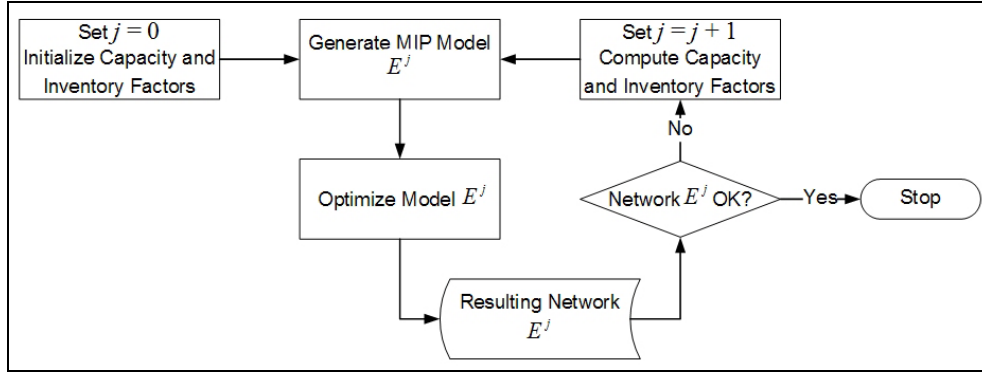 Set j = 0
Initialize Capacity and
Inventory Factors
Generate MIP Model
E^j
Set j = j + 1
Compute Capacity
and Inventory Factors
No
Optimize Model E^j
Network E^j OK?
Yes
Stop
Resulting Network
E^j